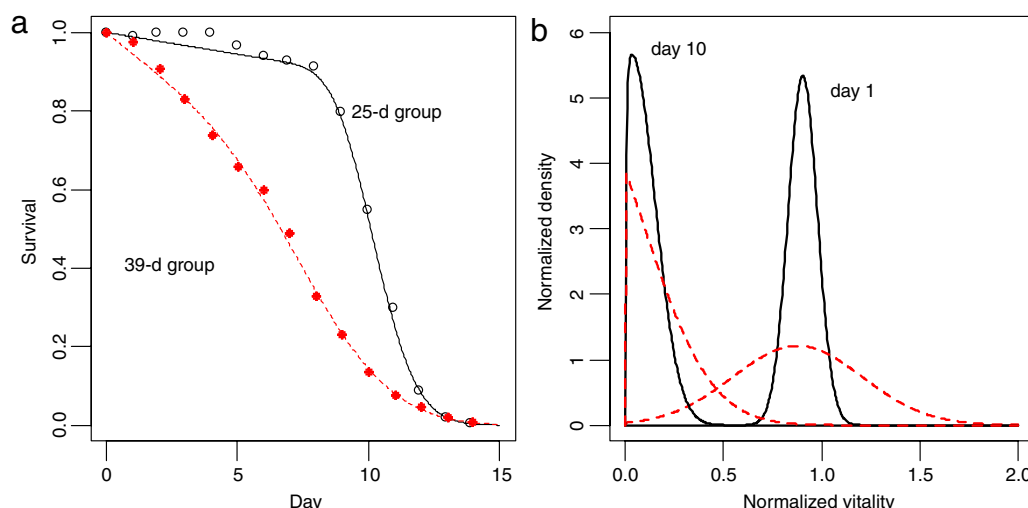 a
1.0
0.8
0.6
0.4
0.2
0.0
Survival
25-d group
39-d group
0
5
10
15
Day
b
6
5
4
3
2
1
0
Normalized density
day 10
day 1
0.0
0.5
1.0
1.5
2.0
Normalized vitality